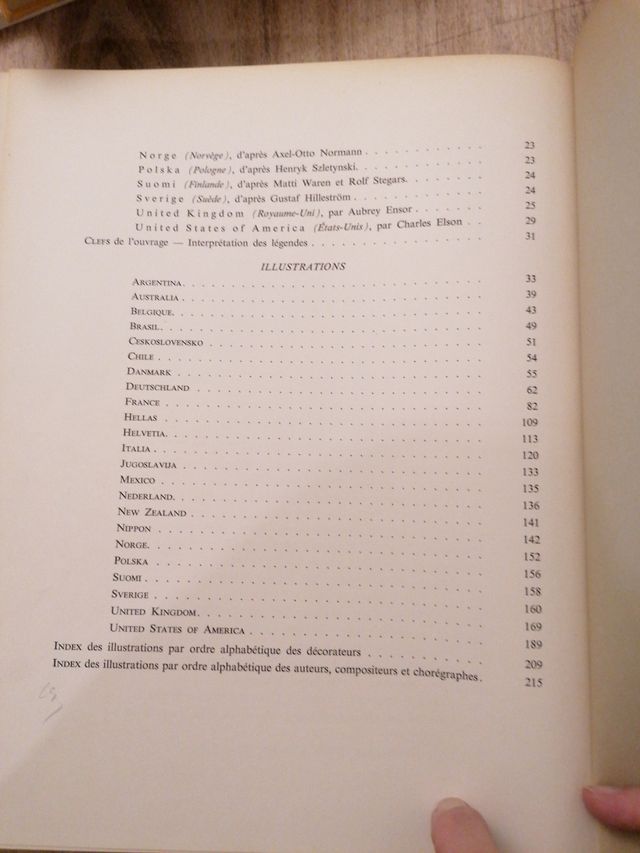 Norge (Norvège), d'après Axel-Otto Normann . . . . . . . . . . 23
Polska (Pologne), d'après Henryk Szletynski. . . . . . . . . . 23
Suomi (Finlande), d'après Matti Waren et Rolf Stegars. . . . . . 24
Sverige (Suède), d'après Gustaf Hilleström . . . . . . . . . . 24
United Kingdom (Royaume-Uni), par Aubrey Ensor . . . . . . 25
United States of America (États-Unis), par Charles Elson . . 29
CLEFS de l'ouvrage — Interprétation des légendes . . . . . . . . . . 31
ILLUSTRATIONS
ARGENTINA. . . . . . . . . . 33
AUSTRALIA . . . . . . . . . . 39
BELGIQUE. . . . . . . . . . 43
BRASIL. . . . . . . . . . 49
CESKOSLOVENSKO . . . . . . . . . . 51
CHILE . . . . . . . . . . 54
DANMARK . . . . . . . . . . 55
DEUTSCHLAND . . . . . . . . . . 62
FRANCE . . . . . . . . . . 82
HELLAS . . . . . . . . . . 109
HELVETIA. . . . . . . . . . 113
ITALIA . . . . . . . . . . 120
JUGOSLAVIJA . . . . . . . . . . 133
MEXICO . . . . . . . . . . 135
NEDERLAND. . . . . . . . . . 136
NEW ZEALAND . . . . . . . . . . 141
NIPPON . . . . . . . . . . 142
NORGE. . . . . . . . . . 152
POLSKA . . . . . . . . . . 156
SUOMI . . . . . . . . . . 158
SVERIGE . . . . . . . . . . 160
UNITED KINGDOM. . . . . . . . . . 169
UNITED STATES OF AMERICA . . . . . . . . . . 189
INDEX des illustrations par ordre alphabétique des décorateurs . . . . . . . . 209
INDEX des illustrations par ordre alphabétique des auteurs, compositeurs et chorégraphes. 215